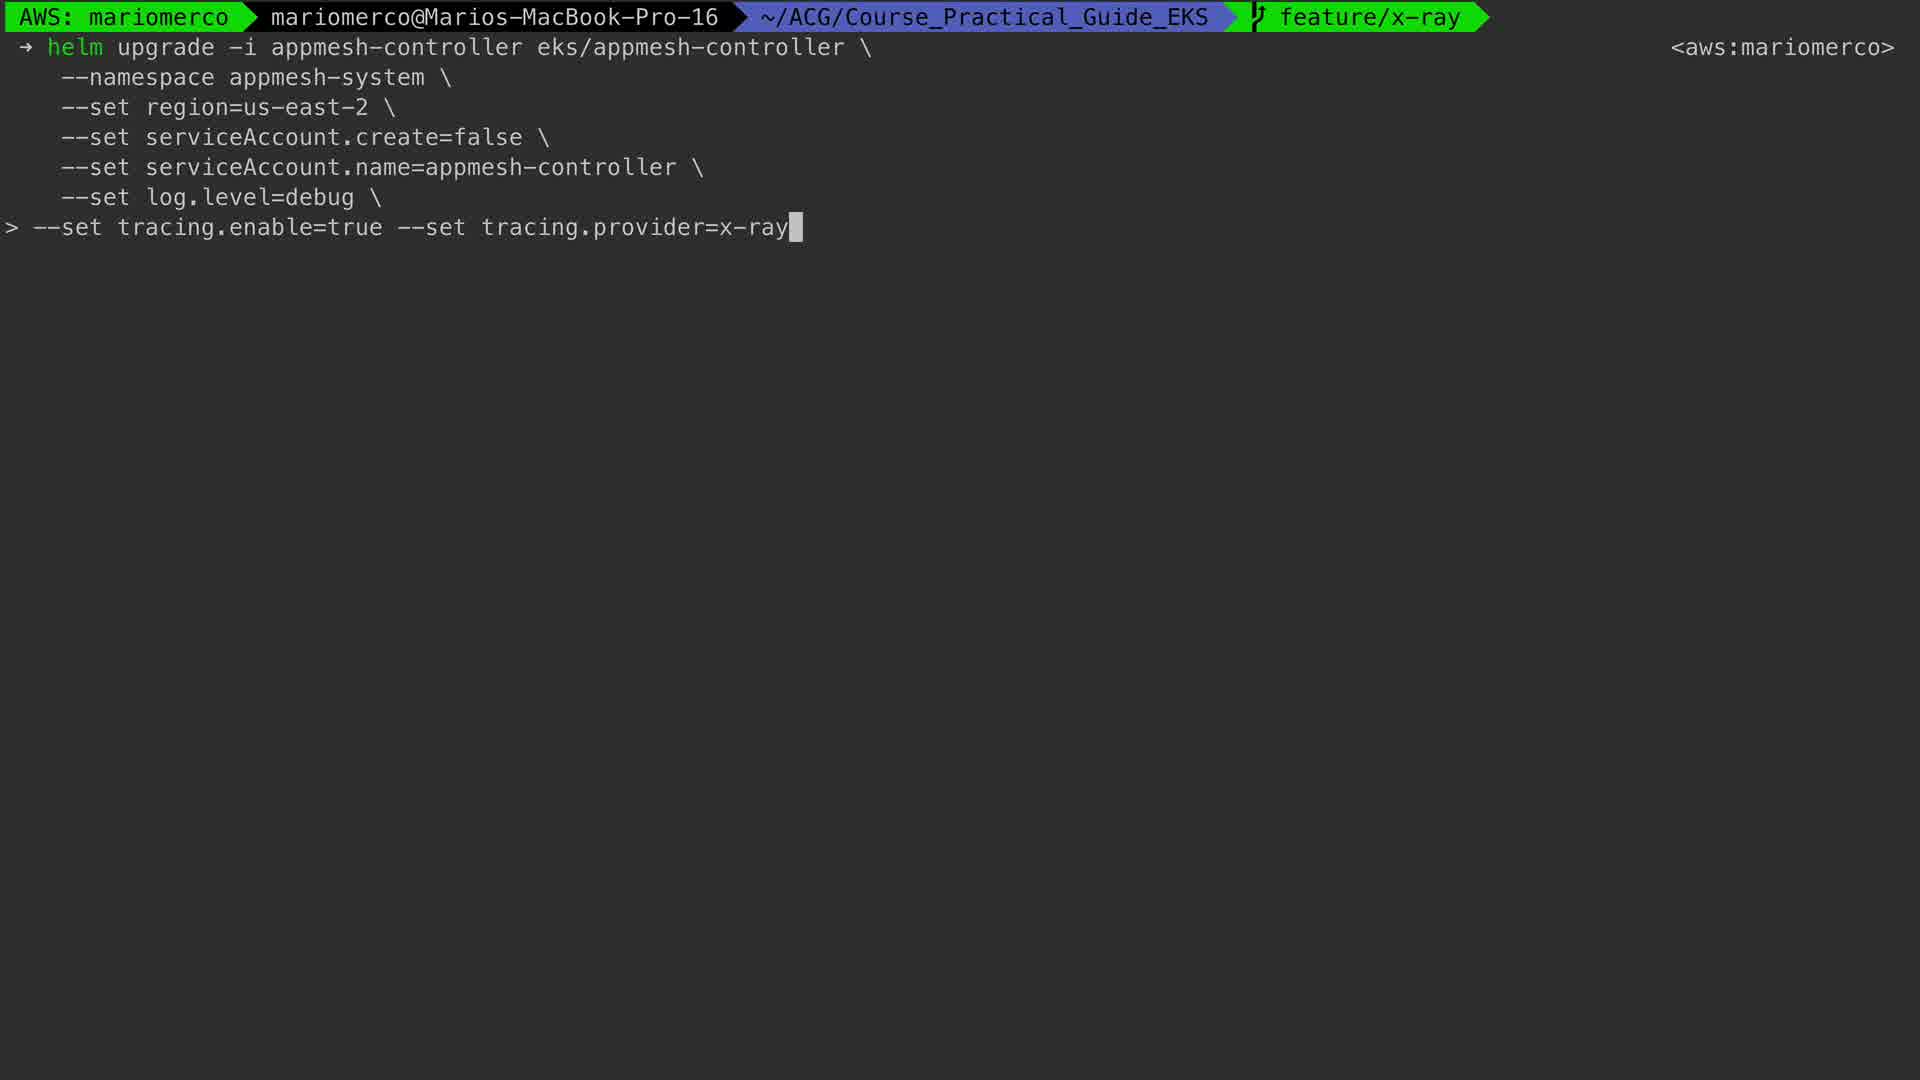 AWS: mariomerco mariomerco@Marios-MacBook-Pro-16 ~/ACG/Course_Practical_Guide_EKS feature/x-ray
➜ helm upgrade -i appmesh-controller eks/appmesh-controller \ <aws:mariomerco>
--namespace appmesh-system \
--set region=us-east-2 \
--set serviceAccount.create=false \
--set serviceAccount.name=appmesh-controller \
--set log.level=debug \
> --set tracing.enable=true --set tracing.provider=x-ray